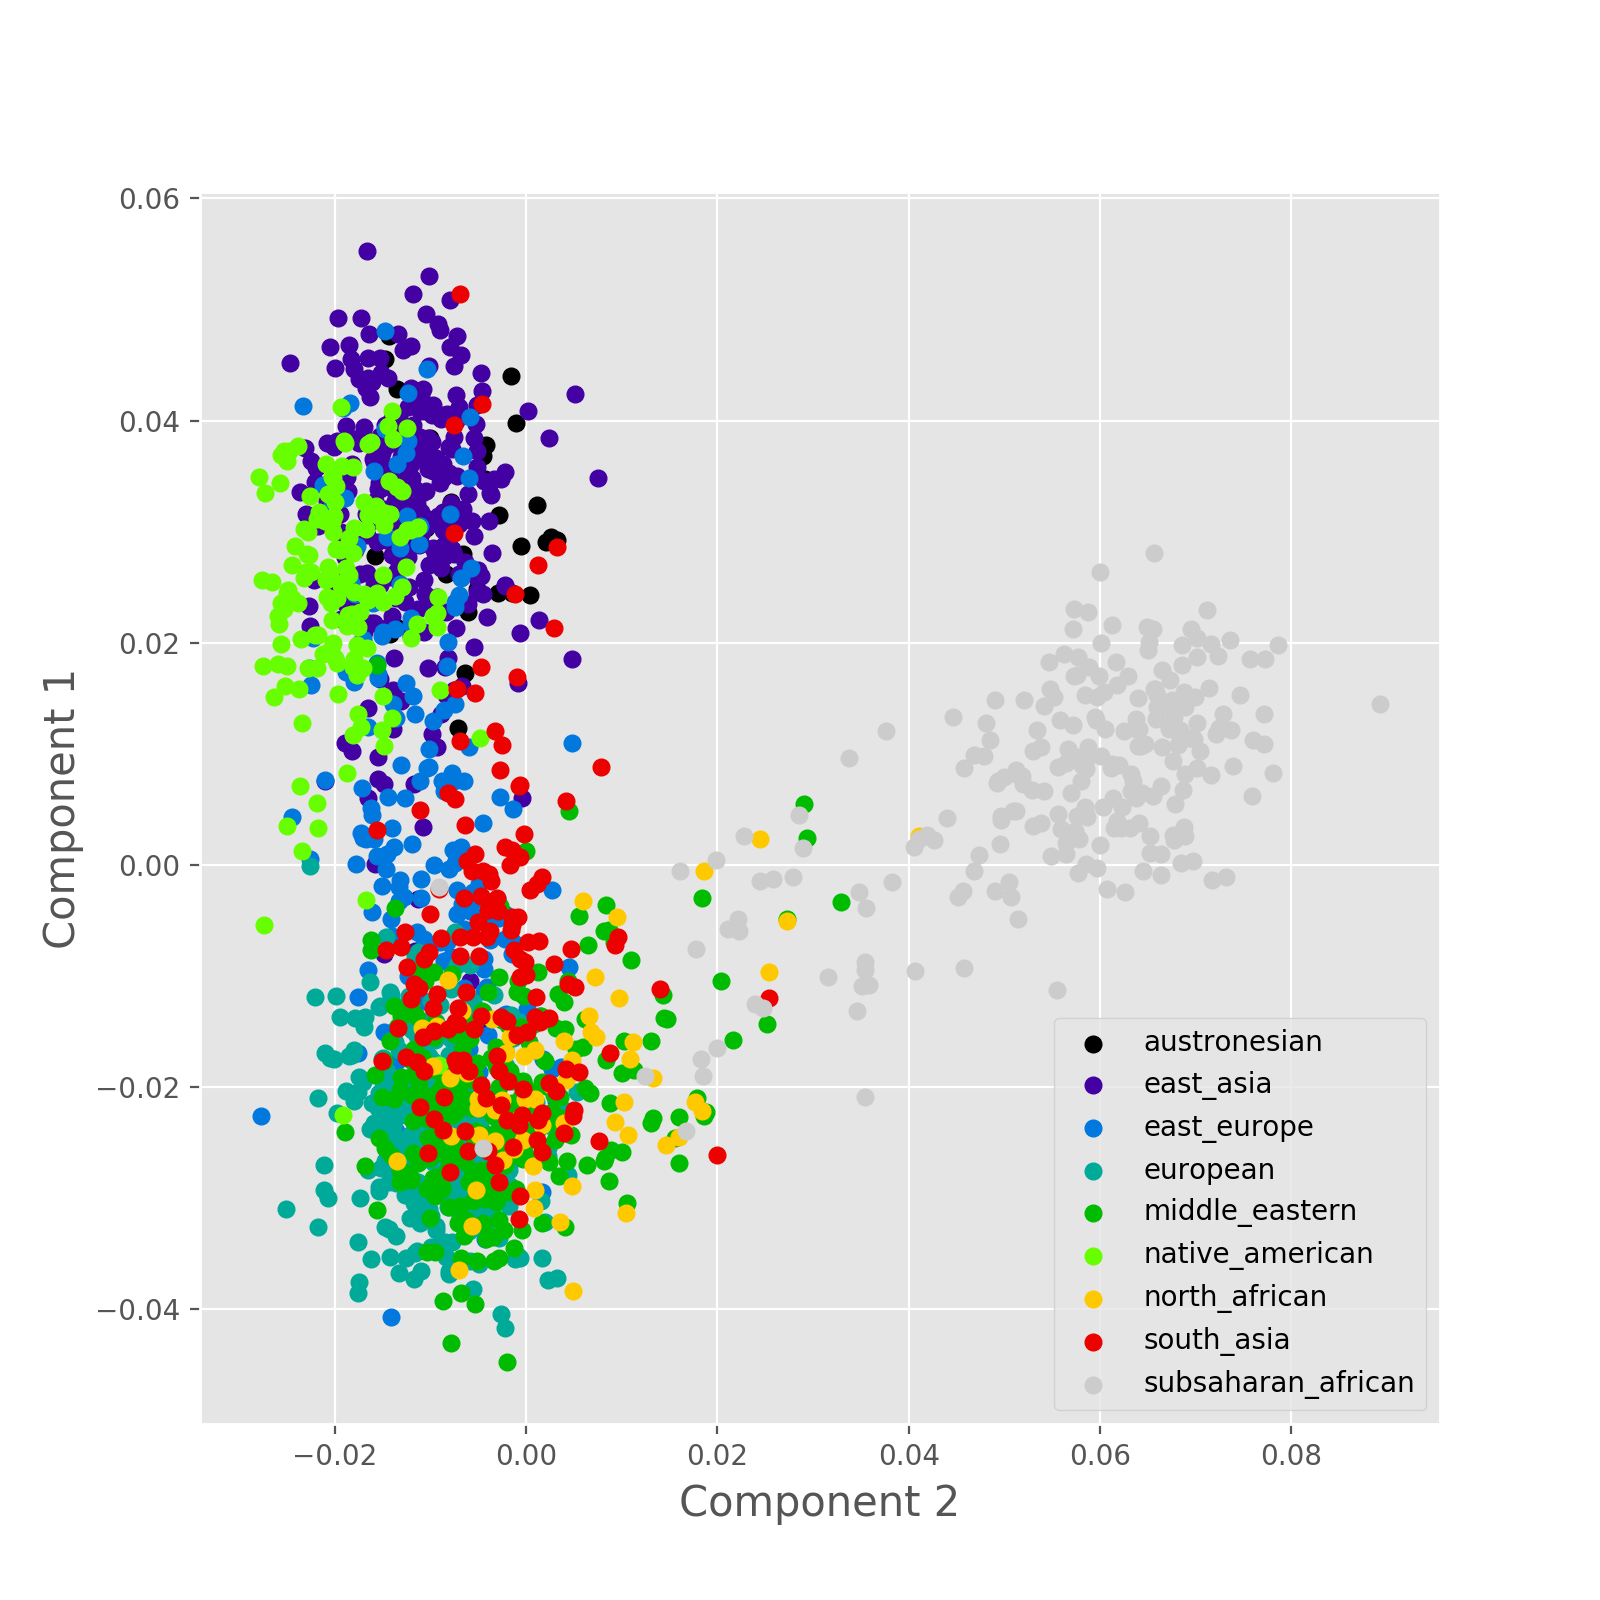 0.06
0.04
0.02
0.00
−0.02
−0.04
Component 1
−0.02
0.00
0.02
0.04
0.06
0.08
Component 2
austronesian
east_asia
east_europe
european
middle_eastern
native_american
north_african
south_asia
subsaharan_african